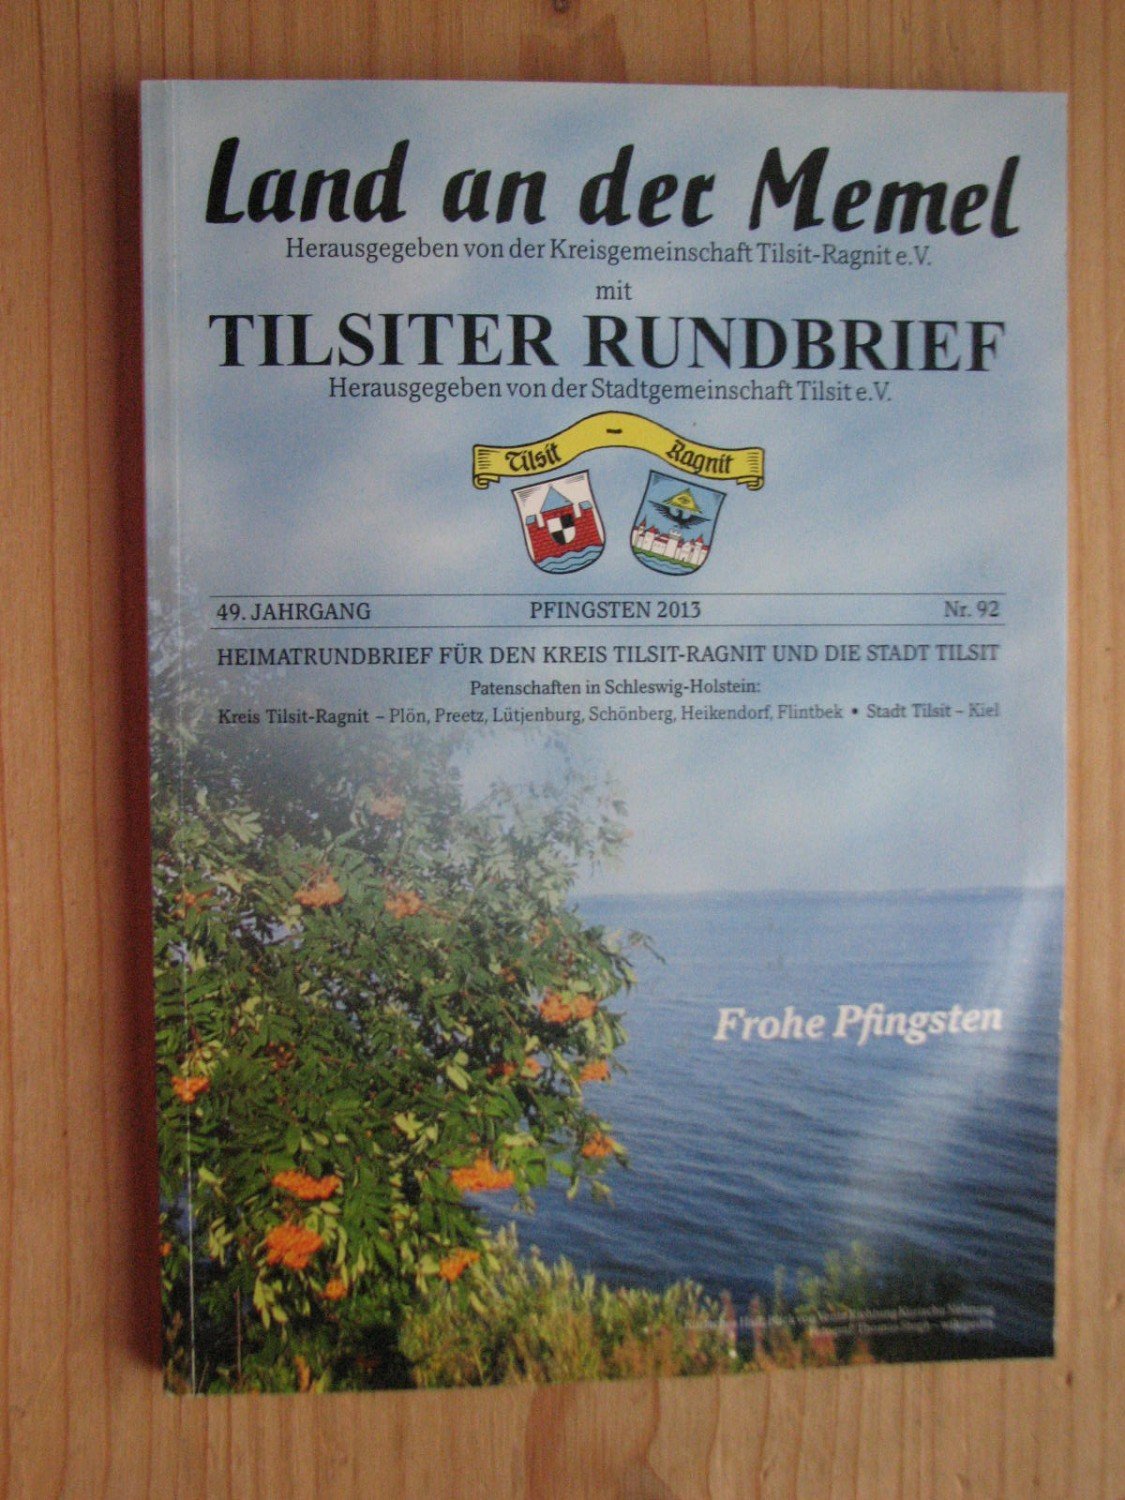 Land an der Memel
Herausgegeben von der Kreisgemeinschaft Tilsit-Ragnit e.V.
mit
TILSITER RUNDBRIEF
Herausgegeben von der Stadtgemeinschaft Tilsit e.V.
Tilsit - Ragnit
49. JAHRGANG PFINGSTEN 2013 Nr. 92
HEIMATRUNDBRIEF FÜR DEN KREIS TILSIT-RAGNIT UND DIE STADT TILSIT
Patenschaften in Schleswig-Holstein:
Kreis Tilsit-Ragnit – Plön, Preetz, Lütjenburg, Schönberg, Heikendorf, Flintbek • Stadt Tilsit – Kiel
Frohe Pfingsten